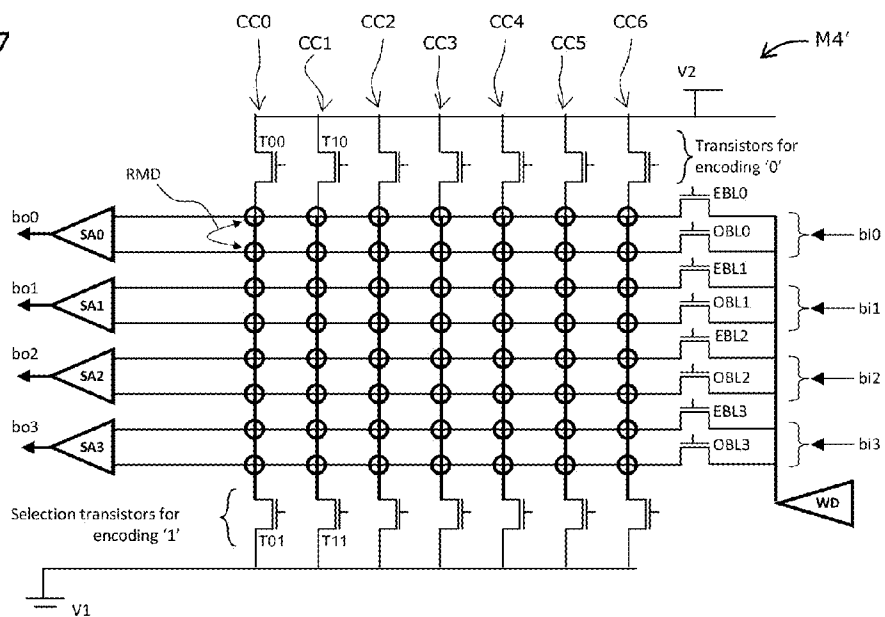 7
CC0
CC1
CC2
CC3
CC4
CC5
CC6
M4'
V2
T00
T10
Transistors for
encoding '0'
RMD
EBL0
bo0
SA0
OBL0
bi0
EBL1
bo1
SA1
OBL1
bi1
EBL2
bo2
SA2
OBL2
bi2
EBL3
bo3
SA3
OBL3
bi3
Selection transistors for
encoding '1'
T01
T11
WD
V1